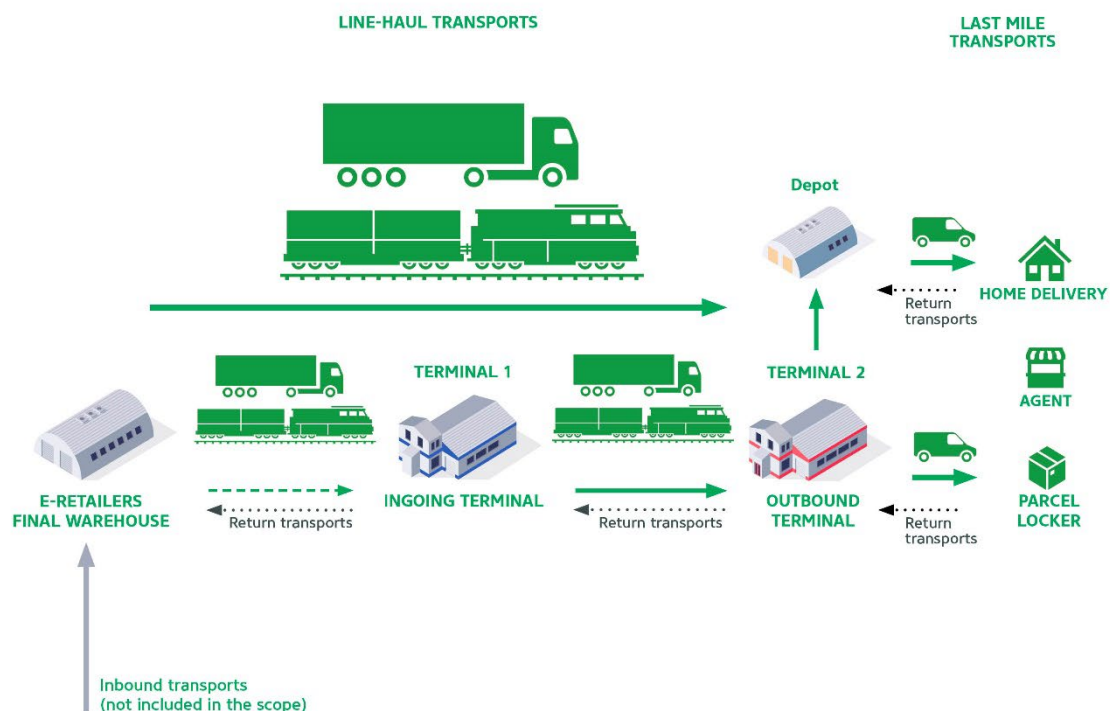 LINE-HAUL TRANSPORTS
LAST MILE
TRANSPORTS
Depot
Return
transports
HOME DELIVERY
TERMINAL 1
TERMINAL 2
AGENT
E-RETAILERS
FINAL WAREHOUSE
Return transports
INGOING TERMINAL
Return transports
OUTBOUND
TERMINAL
Return
transports
PARCEL
LOCKER
Inbound transports
(not included in the scope)